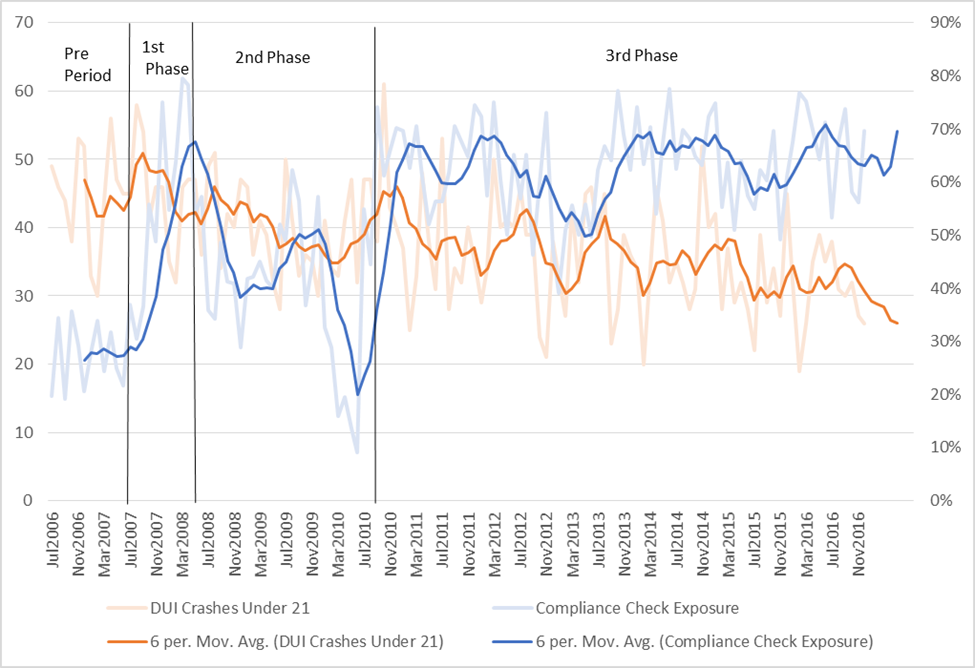 70
60
50
40
30
20
10
0
90%
80%
70%
60%
50%
40%
30%
20%
10%
0%
Pre
Period
1st
Phase
2nd Phase
3rd Phase
Jul2006
Nov2006
Mar2007
Jul2007
Nov2007
Mar2008
Jul2008
Nov2008
Mar2009
Jul2009
Nov2009
Mar2010
Jul2010
Nov2010
Mar2011
Jul2011
Nov2011
Mar2012
Jul2012
Nov2012
Mar2013
Jul2013
Nov2013
Mar2014
Jul2014
Nov2014
Mar2015
Jul2015
Nov2015
Mar2016
Jul2016
Nov2016
DUI Crashes Under 21
Compliance Check Exposure
6 per. Mov. Avg. (DUI Crashes Under 21)
6 per. Mov. Avg. (Compliance Check Exposure)